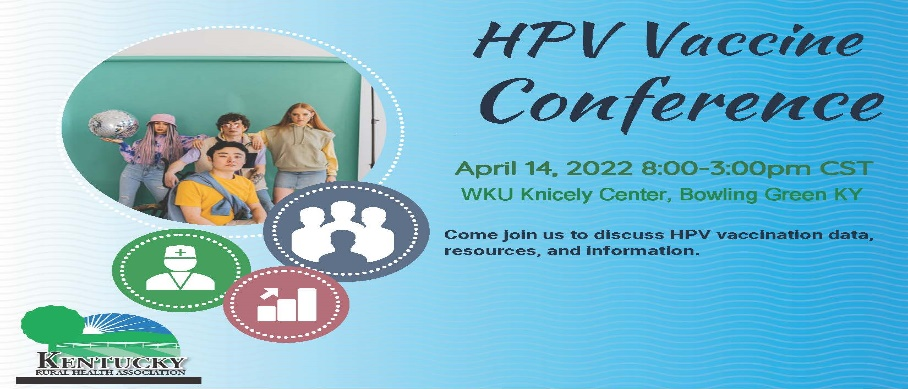 HPV Vaccine
Conference
April 14, 2022 8:00-3:00pm CST
WKU Knicely Center, Bowling Green KY
Come join us to discuss HPV vaccination data,
resources, and information.
KENTUCKY
RURAL HEALTH ASSOCIATION